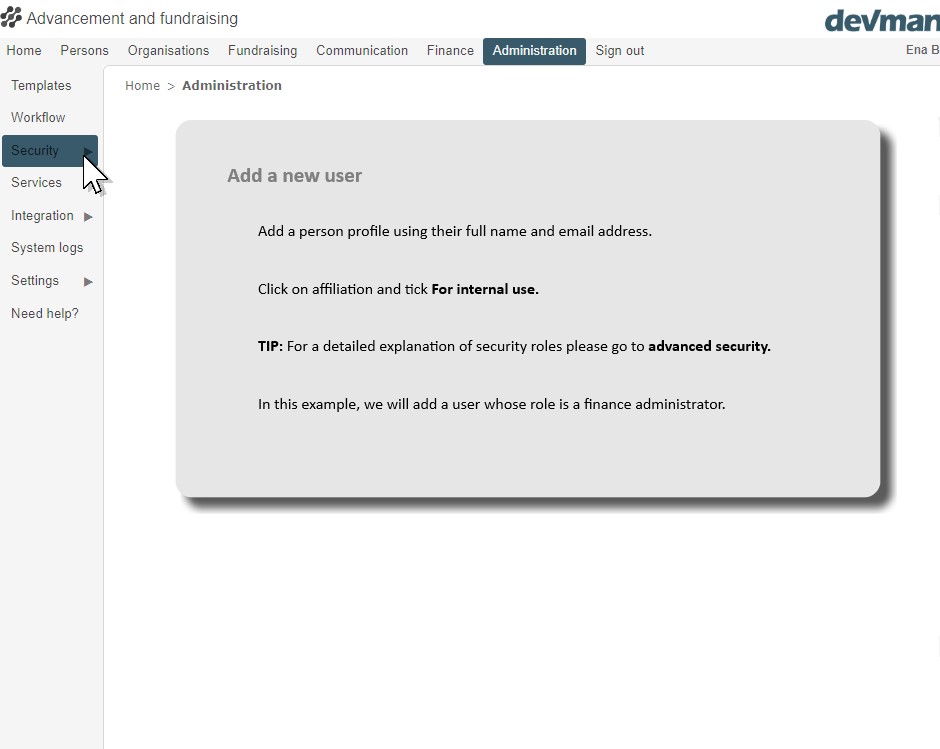 Advancement and fundraising
devman
Home Persons Organisations Fundraising Communication Finance Administration Sign out Ena B
Templates
Workflow
Security
Services
Integration
System logs
Settings
Need help?
Home > Administration
Add a new user
Add a person profile using their full name and email address.
Click on affiliation and tick For internal use.
TIP: For a detailed explanation of security roles please go to advanced security.
In this example, we will add a user whose role is a finance administrator.